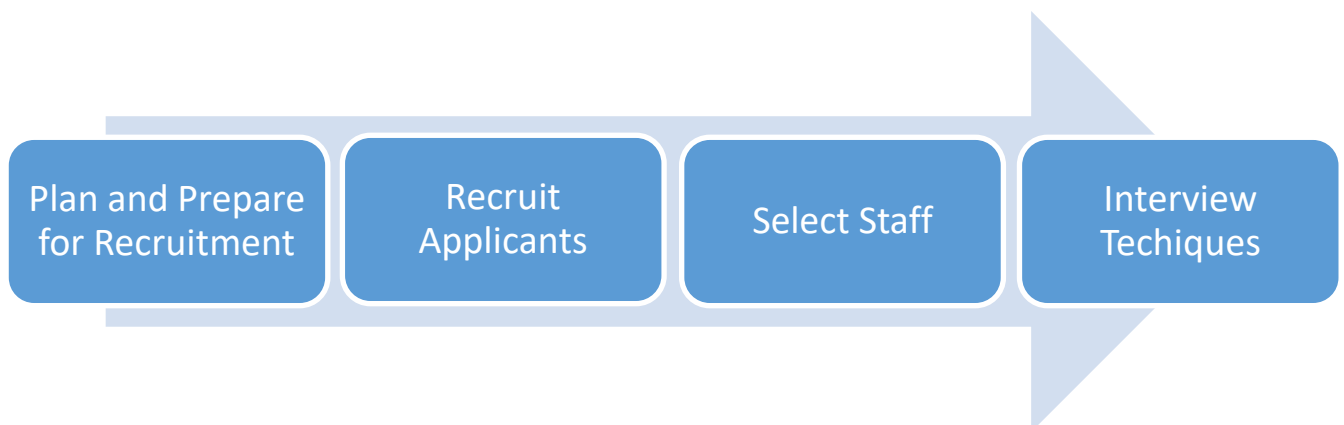 Plan and Prepare
for Recruitment
Recruit
Applicants
Select Staff
Interview
Techiques